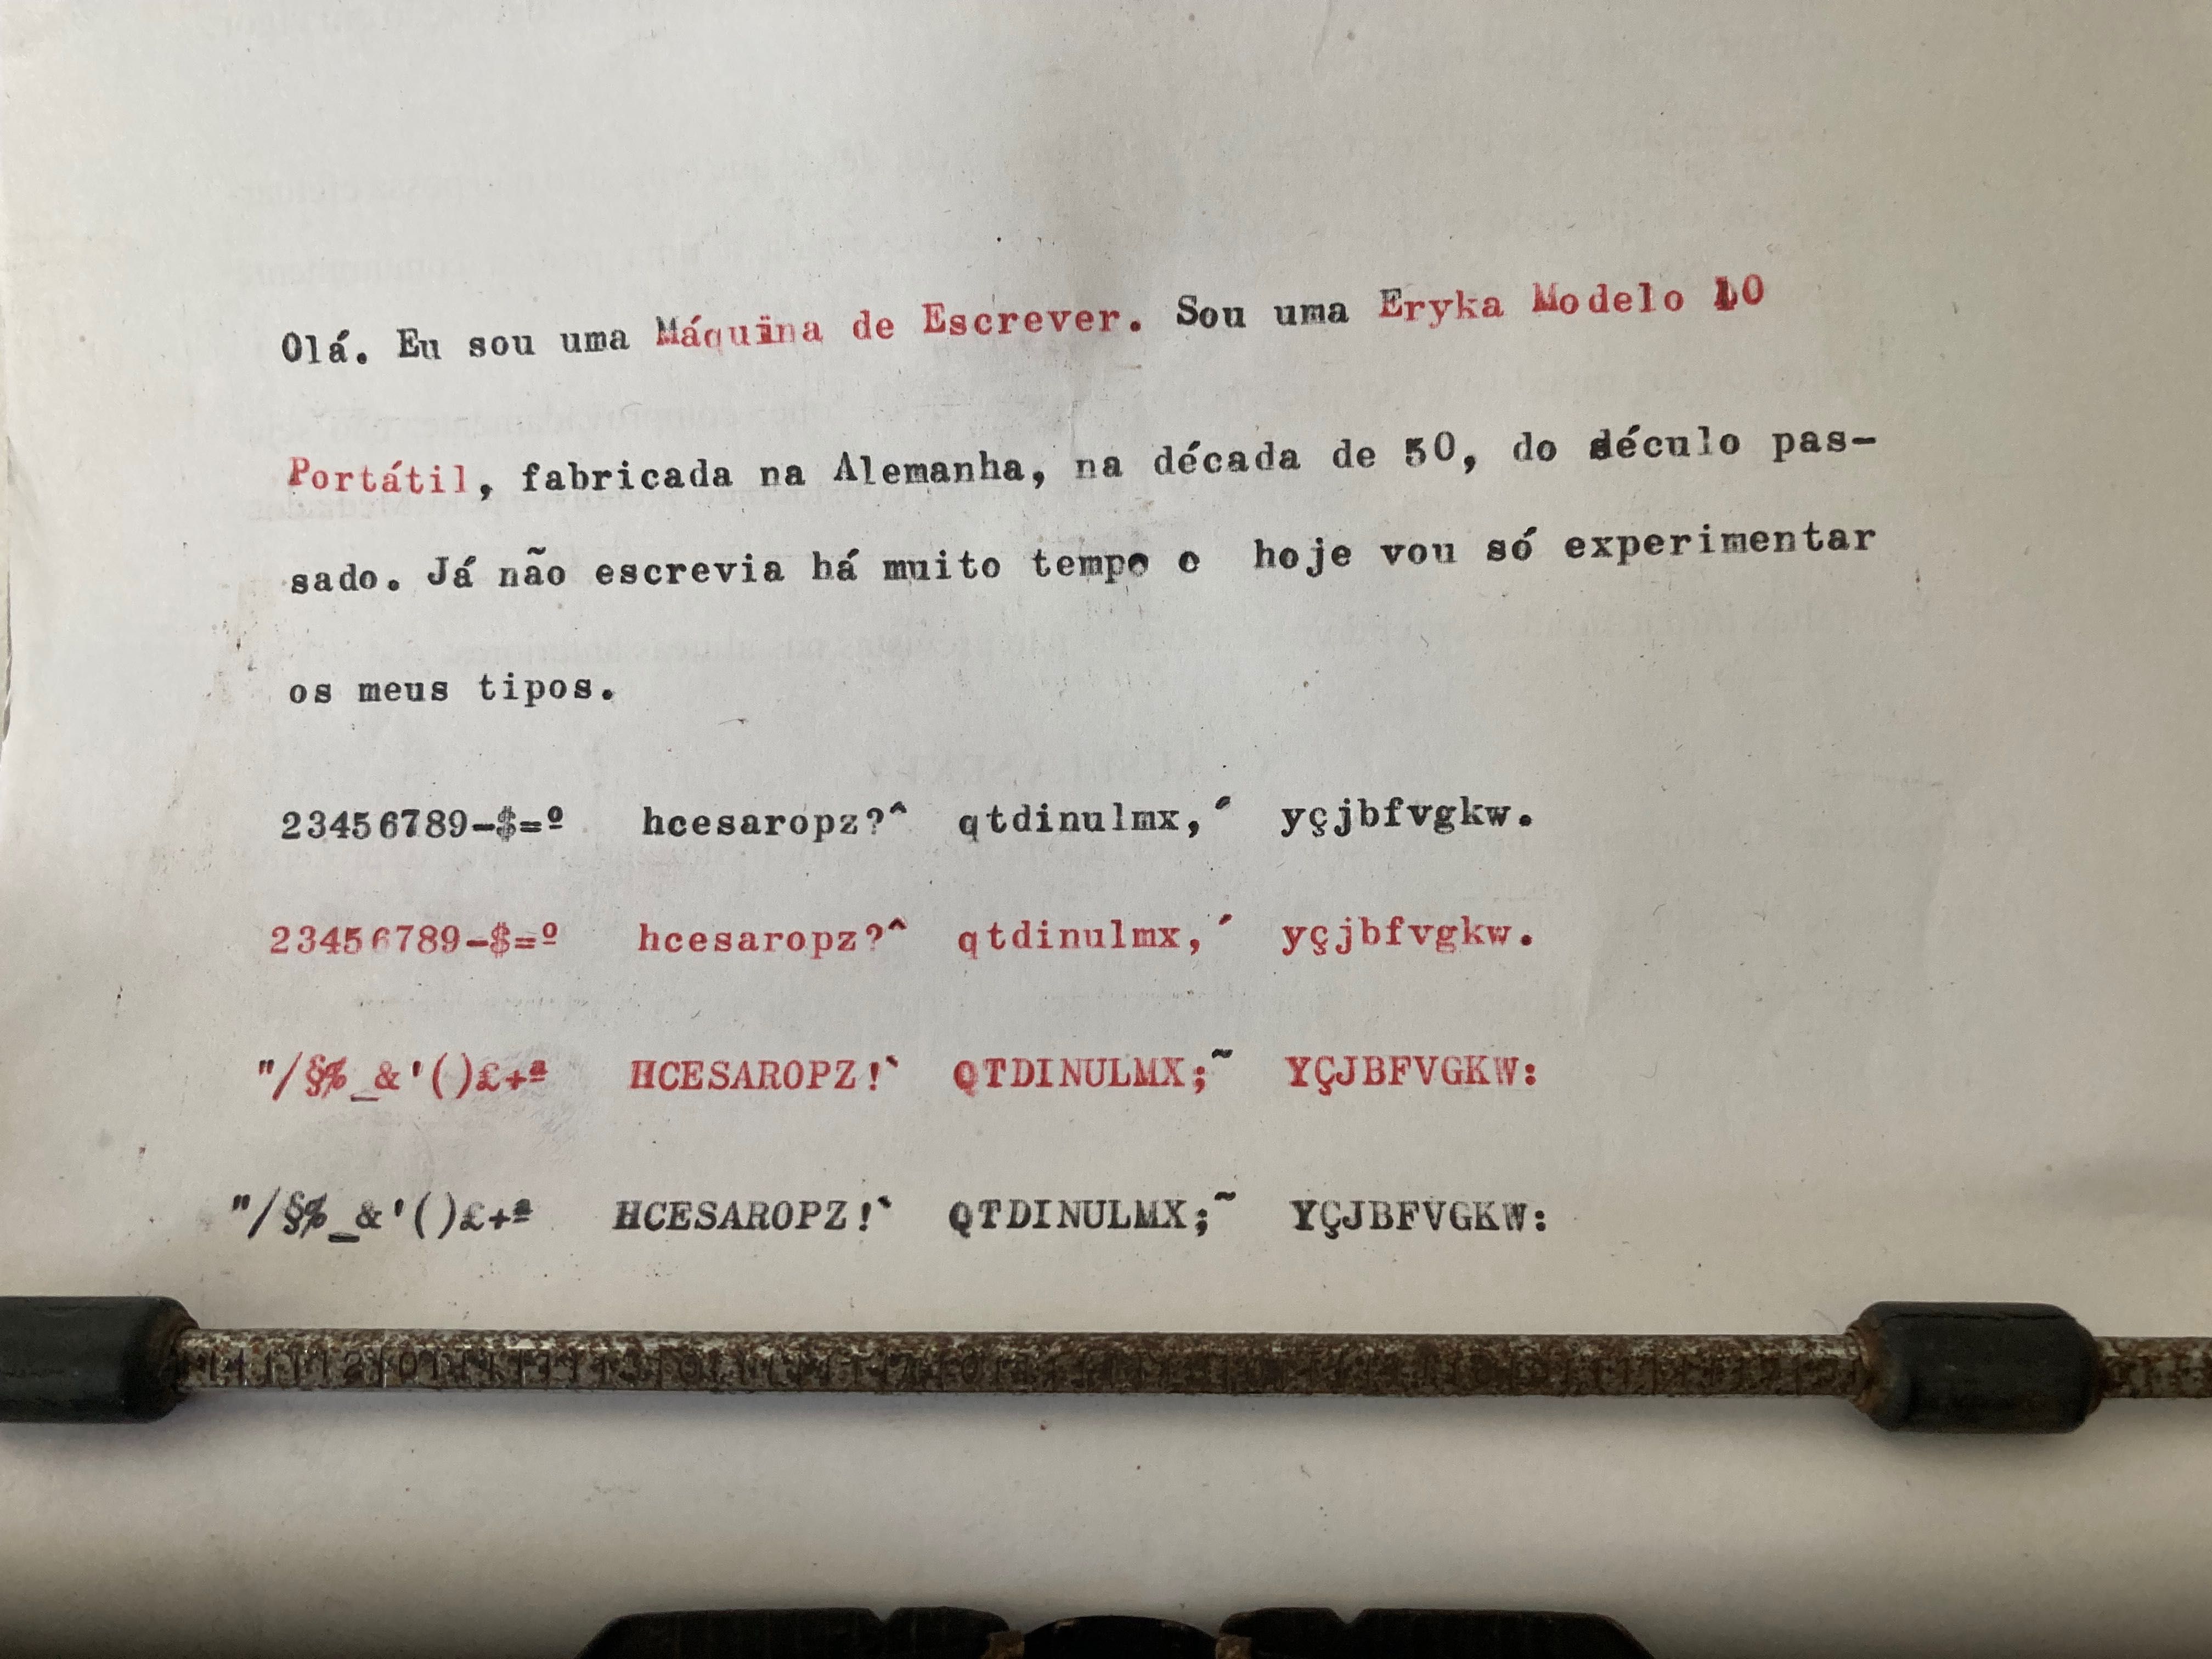 Olá. Eu sou uma Máquina de Escrever. Sou uma Eryka Modelo 10
Portátil, fabricada na Alemanha, na década de 50, do século pas-
sado. Já não escrevia há muito tempo e hoje vou só experimentar
os meus tipos.
23456789-$=º hcesaropz?^ qtdinulmx,´ yçjbfvgkw.
23456789-$=º hcesaropz?^ qtdinulmx,´ yçjbfvgkw.
"/§%_&'()£+ª HCESAROPZ!` QTDINULMX;~ YÇJBFVGKW:
"/§%_&'()£+ª HCESAROPZ!` QTDINULMX;~ YÇJBFVGKW: